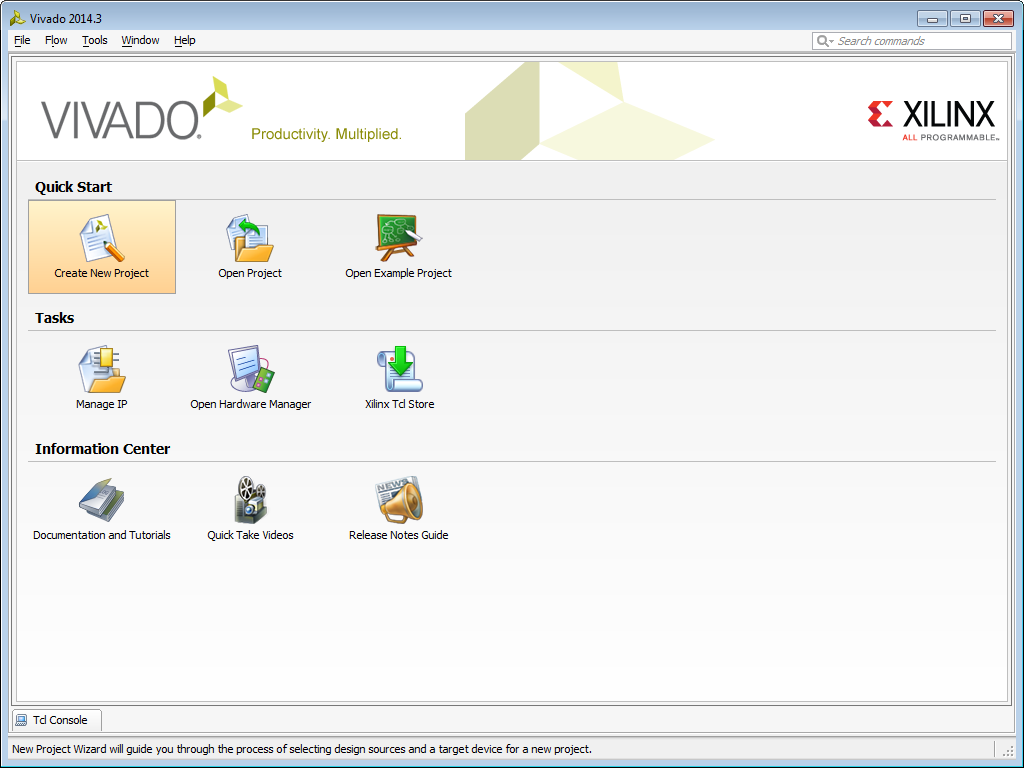 Vivado 2014.3
File Flow Tools Window Help
Search commands
VIVADO.
Productivity. Multiplied.
XILINX
ALL PROGRAMMABLE™
Quick Start
Create New Project
Open Project
Open Example Project
Tasks
Manage IP
Open Hardware Manager
Xilinx Tcl Store
Information Center
NEWS
Documentation and Tutorials
Quick Take Videos
Release Notes Guide
Tcl Console
New Project Wizard will guide you through the process of selecting design sources and a target device for a new project.